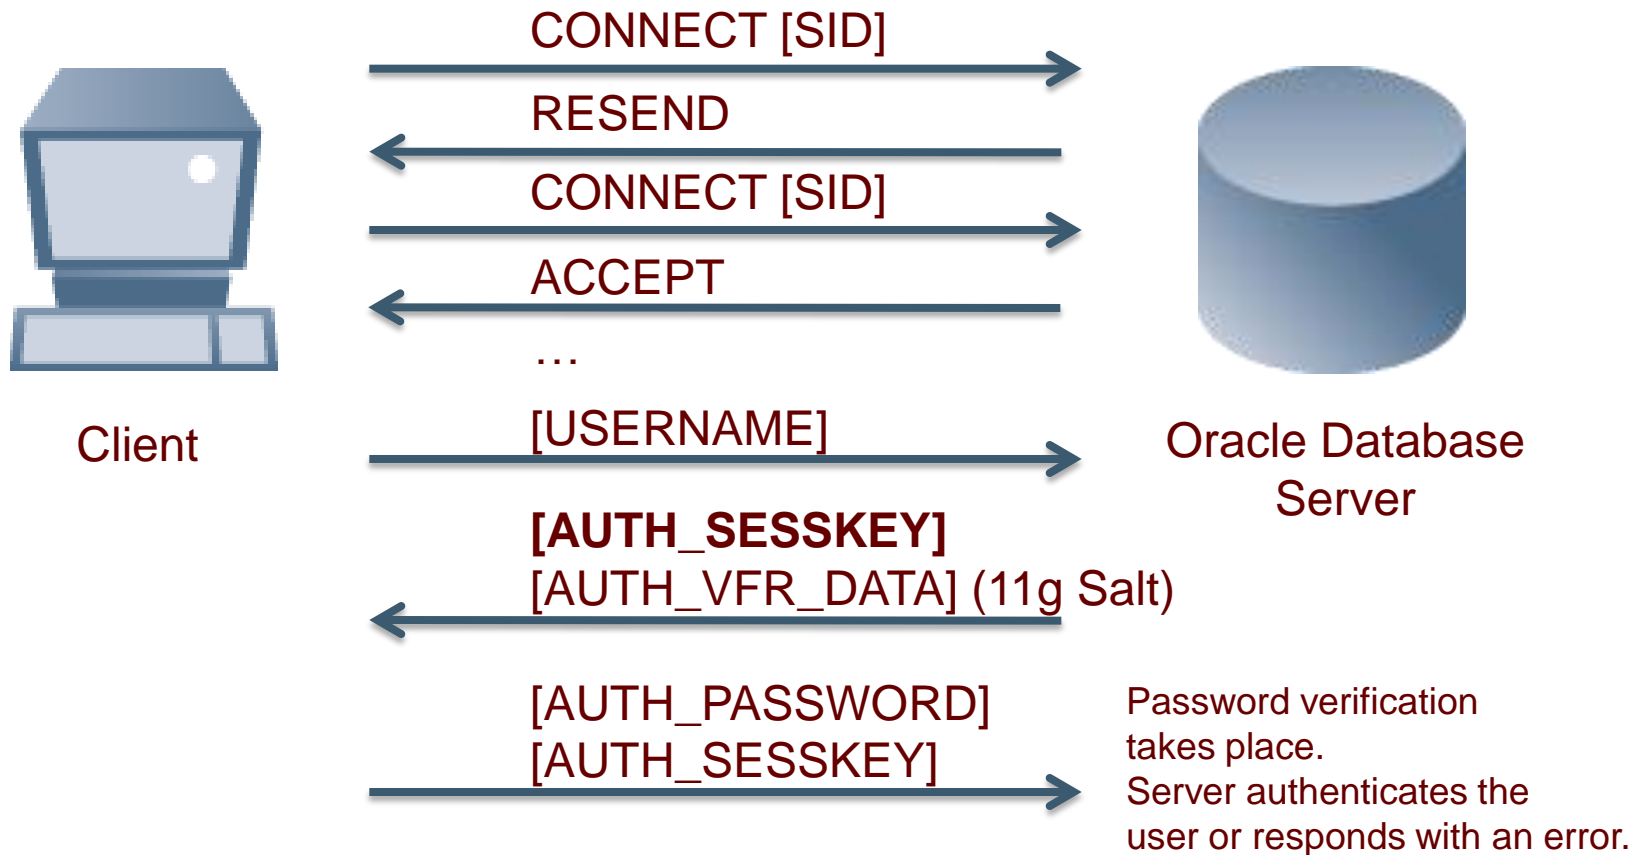 CONNECT [SID]
RESEND
CONNECT [SID]
ACCEPT
…
[USERNAME]
Client
Oracle Database
Server
[AUTH_SESSKEY]
[AUTH_VFR_DATA] (11g Salt)
[AUTH_PASSWORD]
[AUTH_SESSKEY]
Password verification
takes place.
Server authenticates the
user or responds with an error.